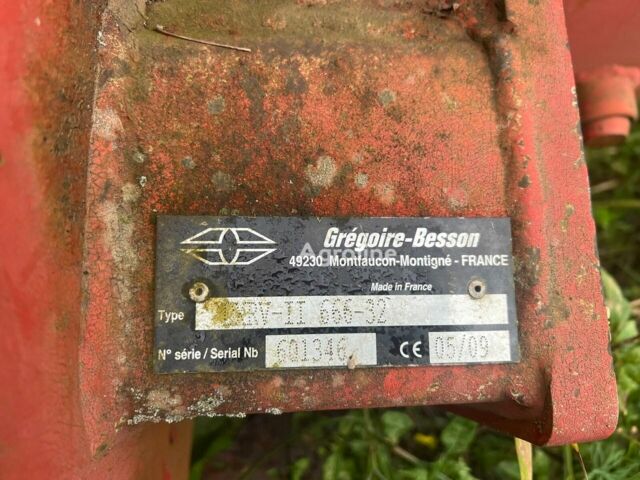 Grégoire-Besson
49230 Montfaucon-Montigné - FRANCE
Made in France
Type
N° série / Serial Nb 601346 CE 05/09